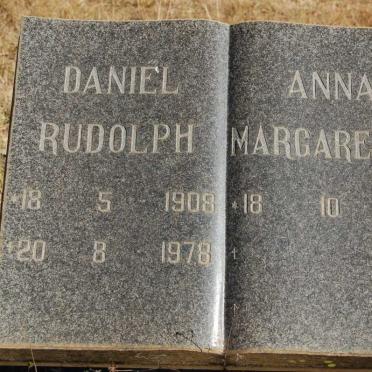 DANIEL
RUDOLPH
*18 5 1908
†20 8 1978
ANNA
MARGARE
*18 10
†